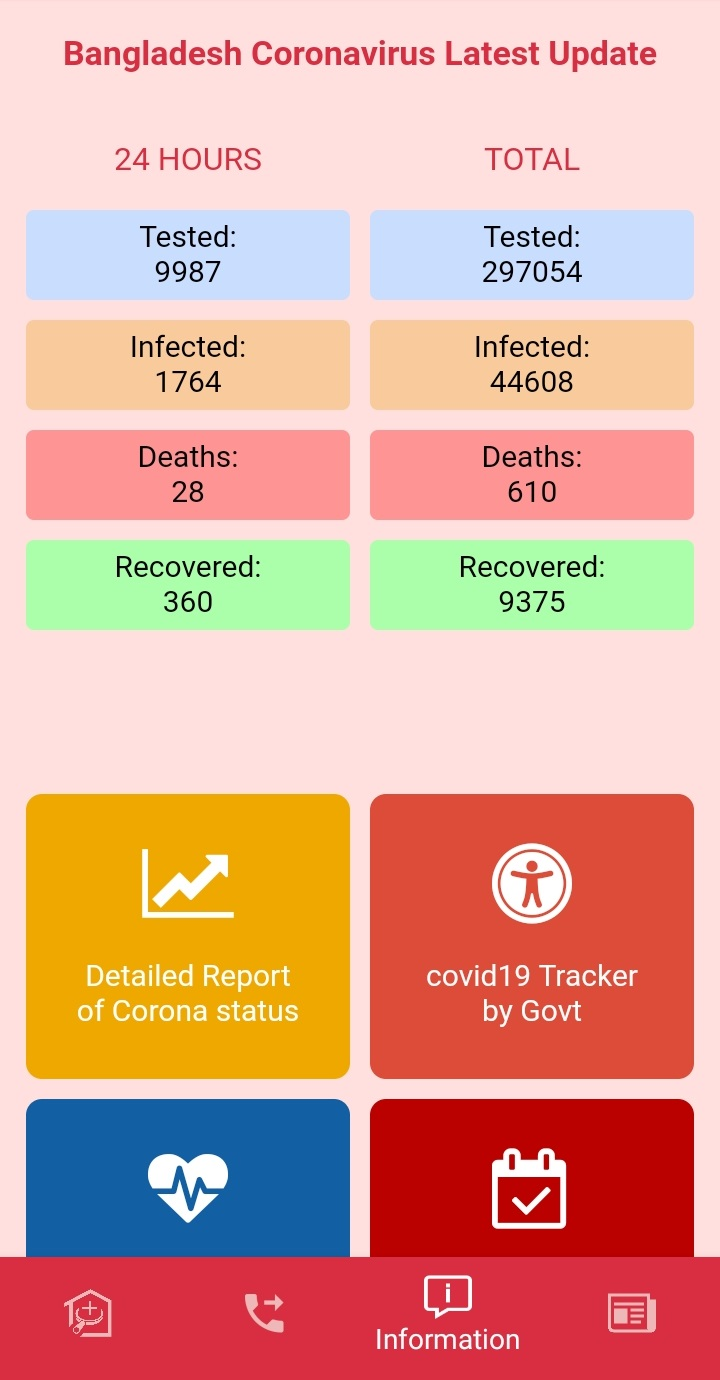 Bangladesh Coronavirus Latest Update
24 HOURS
TOTAL
Tested:
9987
Tested:
297054
Infected:
1764
Infected:
44608
Deaths:
28
Deaths:
610
Recovered:
360
Recovered:
9375
Detailed Report
of Corona status
covid19 Tracker
by Govt
Information